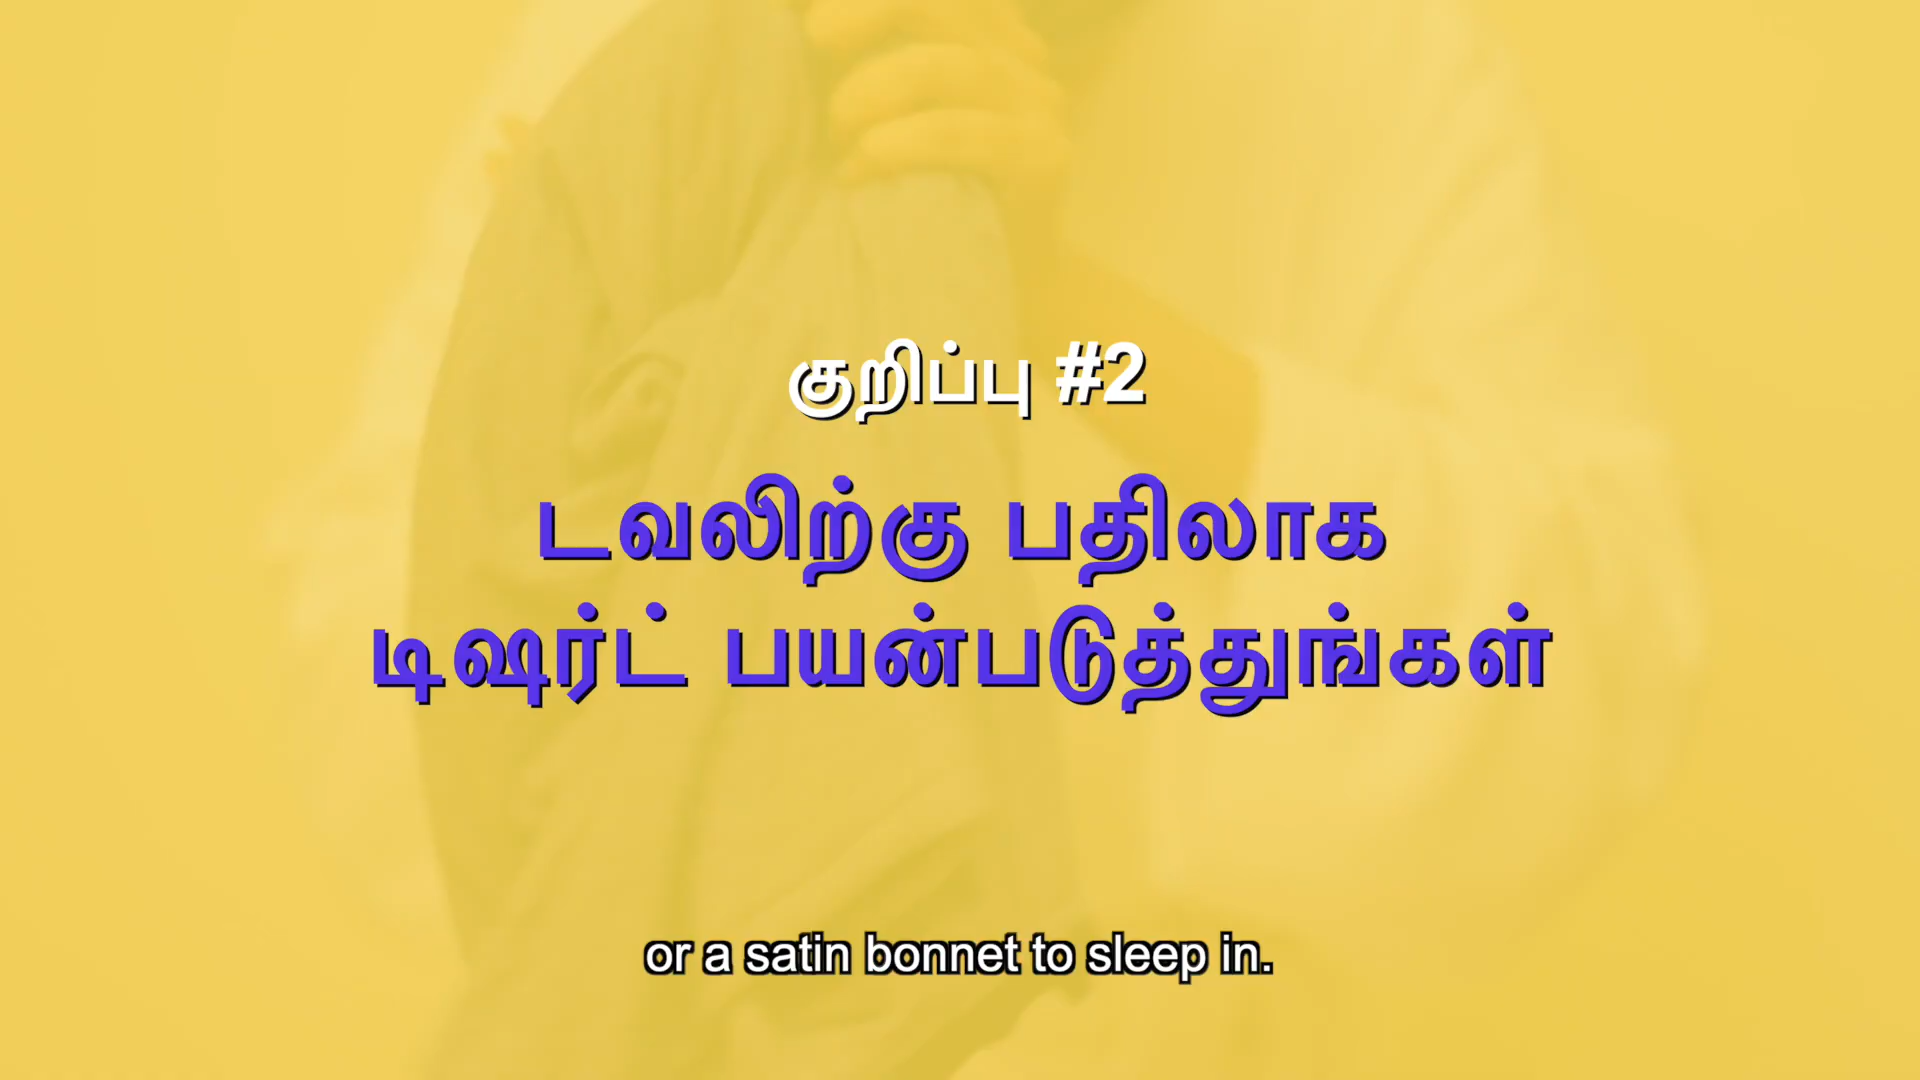 குறிப்பு #2
டவலிற்கு பதிலாக
டிஷர்ட் பயன்படுத்துங்கள்
or a satin bonnet to sleep in.